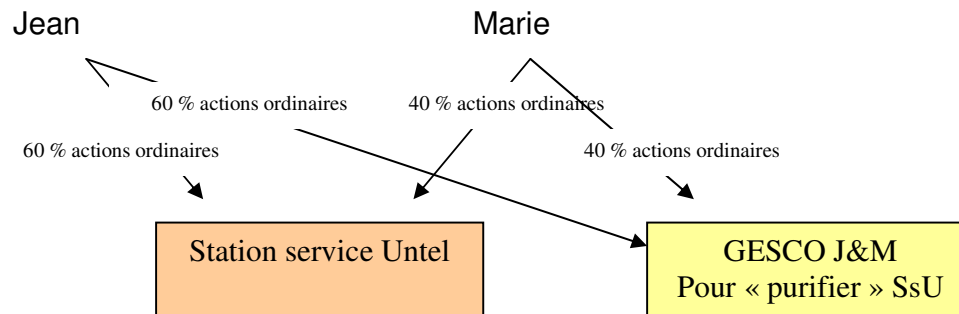 Jean Marie
60 % actions ordinaires 40 % actions ordinaires
60 % actions ordinaires 40 % actions ordinaires
Station service Untel GESCO J&M
Pour « purifier » SsU